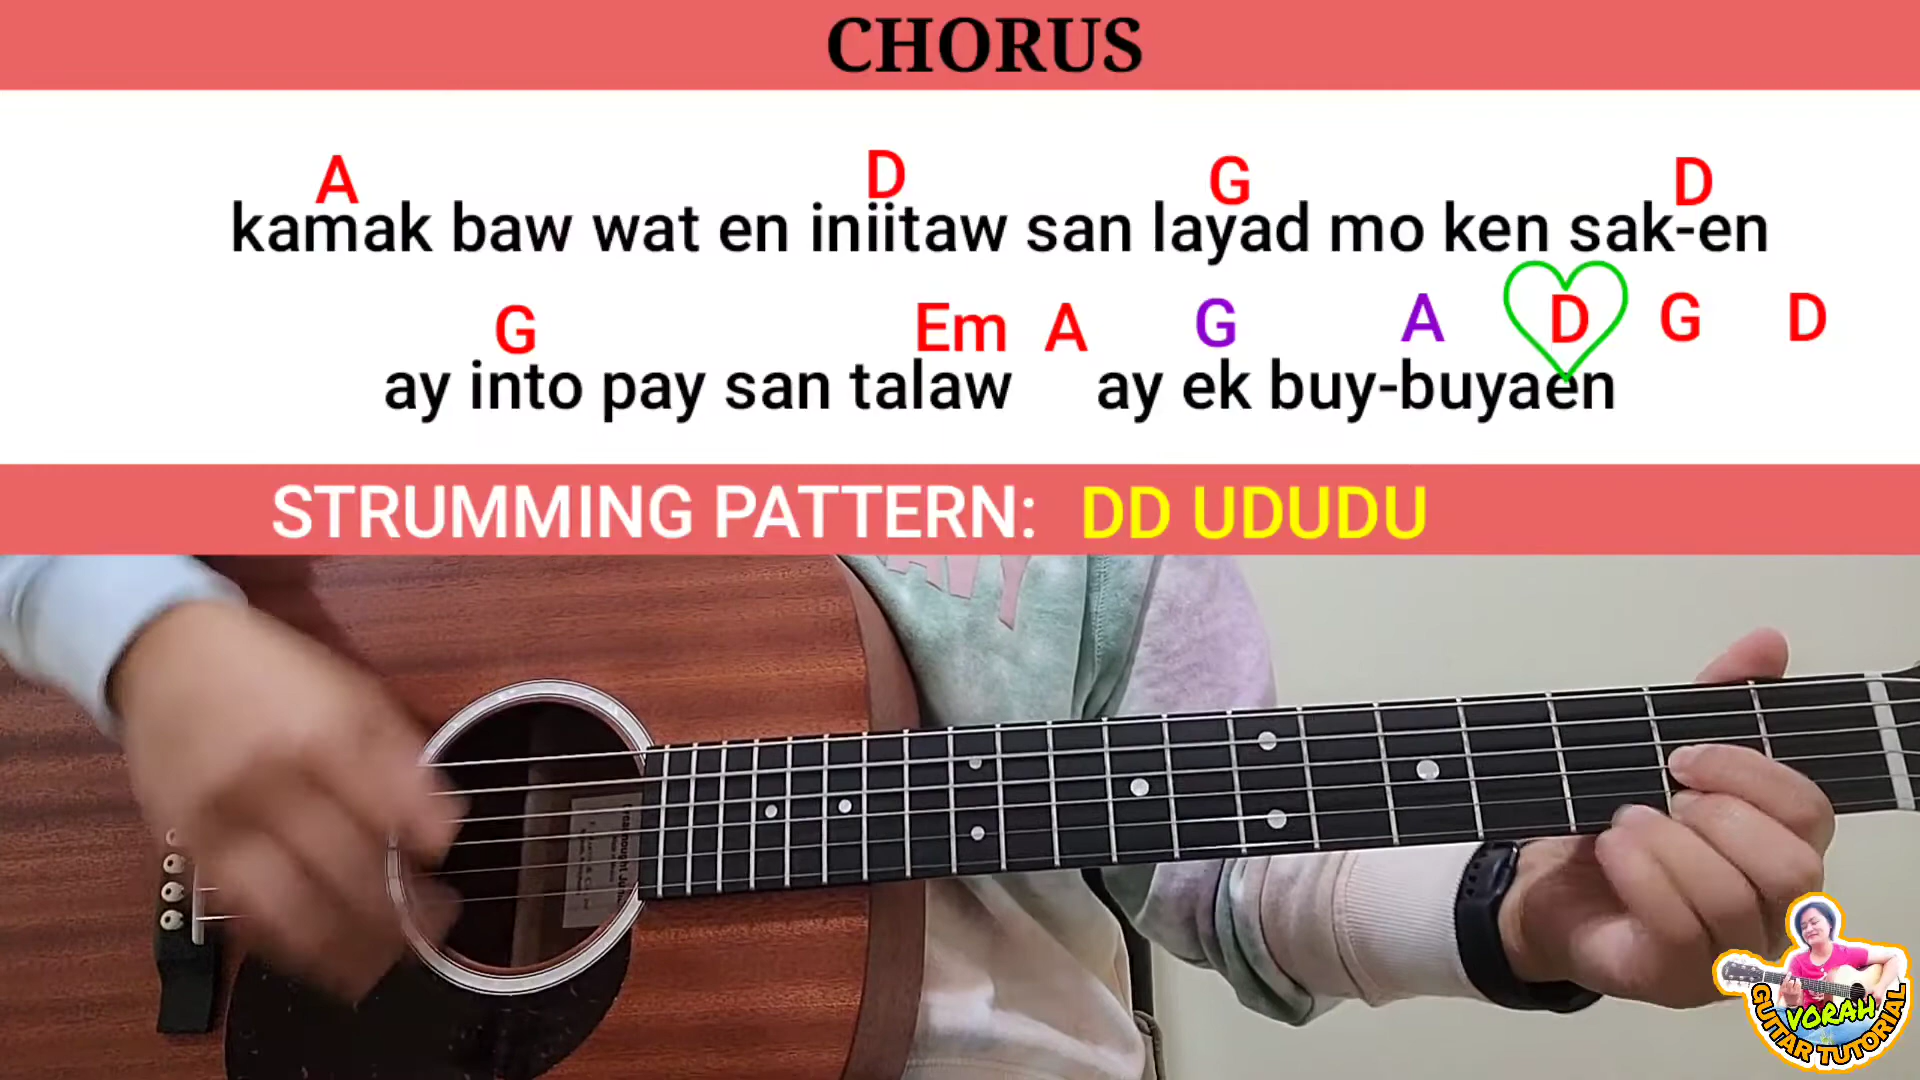 CHORUS
A D G D
kamak baw wat en iniitaw san layad mo ken sak-en
G Em A G A D G D
ay into pay san talaw ay ek buy-buyaen
STRUMMING PATTERN: DD UDUDU
VORAH
GUITAR TUTORIAL